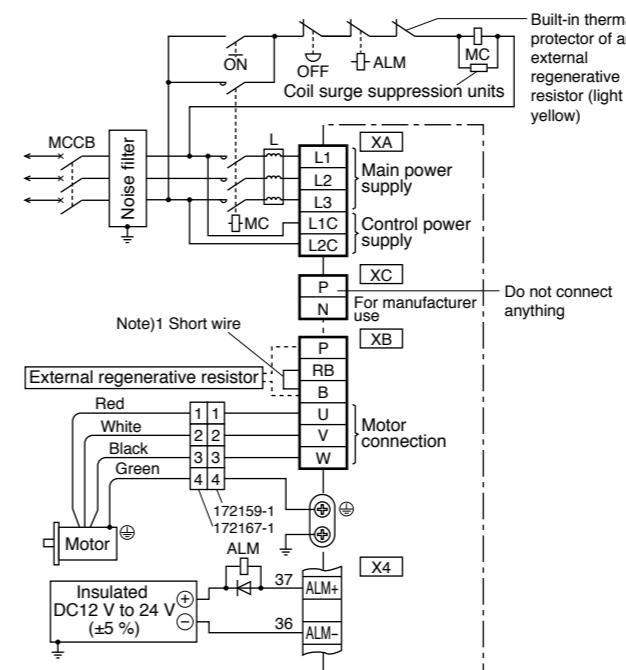 Built-in
protector of
external
regenerative
resistor (light
yellow)
ON
OFF
ALM
MC
Coil surge suppression units
MCCB
Noise filter
L
MC
XA
L1
L2
L3
L1C
L2C
Main power
supply
Control power
supply
XC
P
N
For manufacturer
use
Do not connect
anything
Note)1 Short wire
XB
P
RB
B
U
V
W
External regenerative resistor
Motor
connection
Red
White
Black
Green
1 1
2 2
3 3
4 4
172159-1
172167-1
Motor
ALM
X4
Insulated
DC12 V to 24 V
(±5 %)
+
−
37
ALM+
36
ALM−